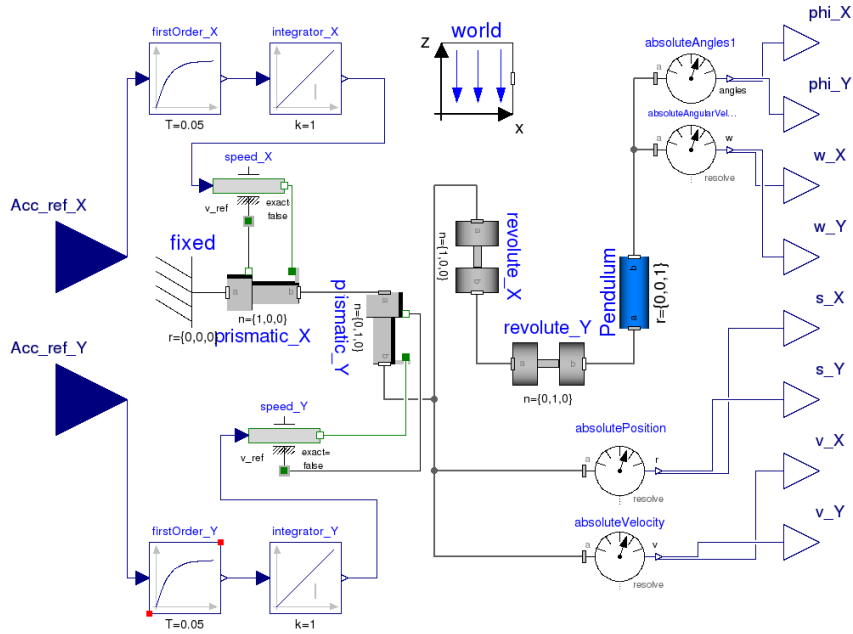 phi_X
firstOrder_X
integrator_X
world
absoluteAngles1
z
a
angles
phi_Y
x
T=0.05
k=1
absoluteAngularVel...
a
w
speed_X
resolve
w_X
v_ref
exact=
false
Acc_ref_X
revolute_X
n={1,0,0}
a
b
w_Y
fixed
a
b
n={1,0,0}
r={0,0,0}
prismatic_X
prismatic_Y
n={0,1,0}
a
b
Pendulum
r={0,0,1}
b
a
s_X
revolute_Y
a
b
n={0,1,0}
Acc_ref_Y
s_Y
speed_Y
v_ref
exact=
false
absolutePosition
a
r
resolve
v_X
firstOrder_Y
integrator_Y
absoluteVelocity
a
v
resolve
v_Y
T=0.05
k=1